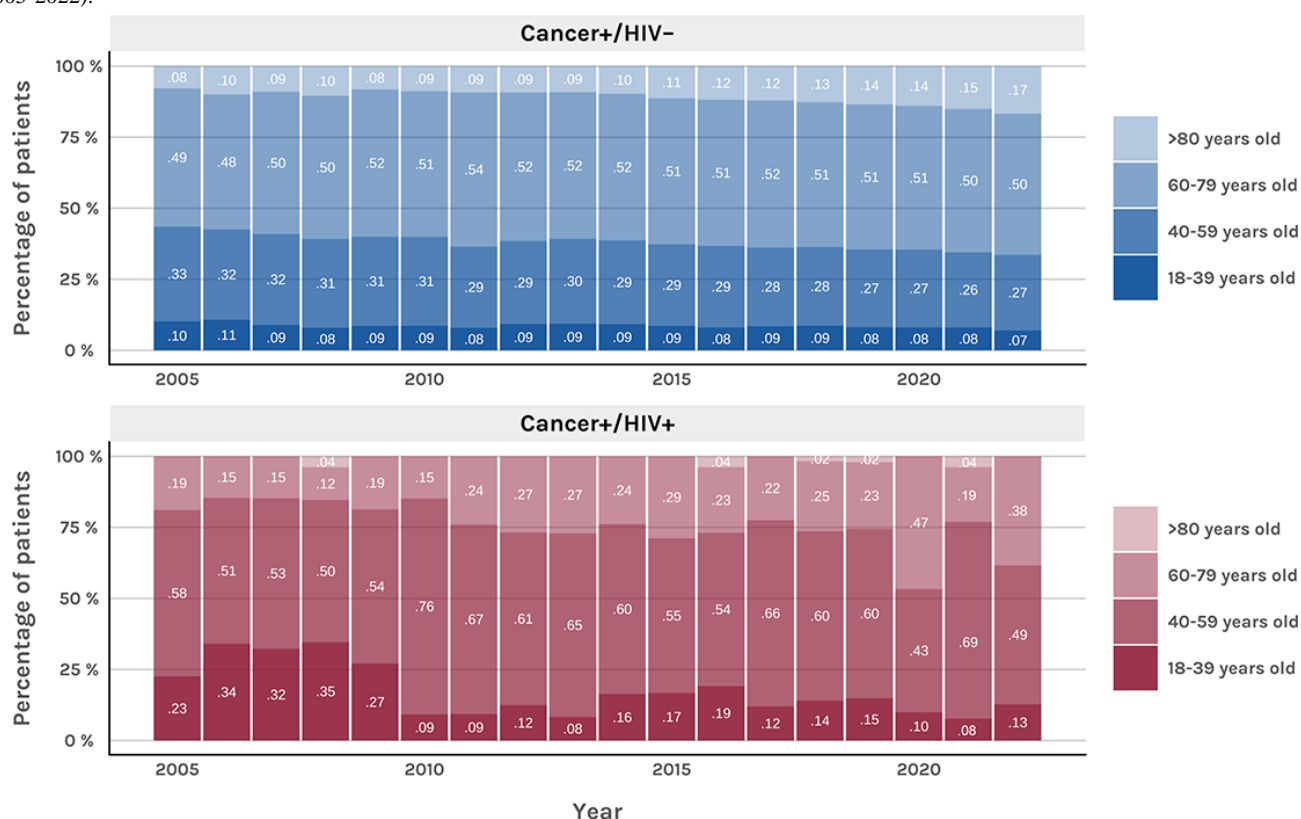 Cancer+/HIV−
Percentage of patients
100 %
75 %
50 %
25 %
0 %
.08 .10 .09 .10 .08 .09 .09 .09 .09 .10 .11 .12 .12 .13 .14 .14 .15 .17
.49 .48 .50 .50 .52 .51 .54 .52 .52 .52 .51 .51 .52 .51 .51 .51 .50 .50
.33 .32 .32 .31 .31 .31 .29 .29 .30 .29 .29 .29 .28 .28 .27 .27 .26 .27
.10 .11 .09 .08 .09 .09 .08 .09 .09 .09 .09 .08 .09 .09 .08 .08 .08 .07
2005 2010 2015 2020
>80 years old
60-79 years old
40-59 years old
18-39 years old
Cancer+/HIV+
Percentage of patients
100 %
75 %
50 %
25 %
0 %
.04 .04 .02 .02 .04
.19 .15 .15 .12 .19 .15 .24 .27 .27 .24 .29 .23 .22 .25 .23 .47 .19 .38
.58 .51 .53 .50 .54 .76 .67 .61 .65 .60 .55 .54 .66 .60 .60 .43 .69 .49
.23 .34 .32 .35 .27 .09 .09 .12 .08 .16 .17 .19 .12 .14 .15 .10 .08 .13
2005 2010 2015 2020
Year
>80 years old
60-79 years old
40-59 years old
18-39 years old